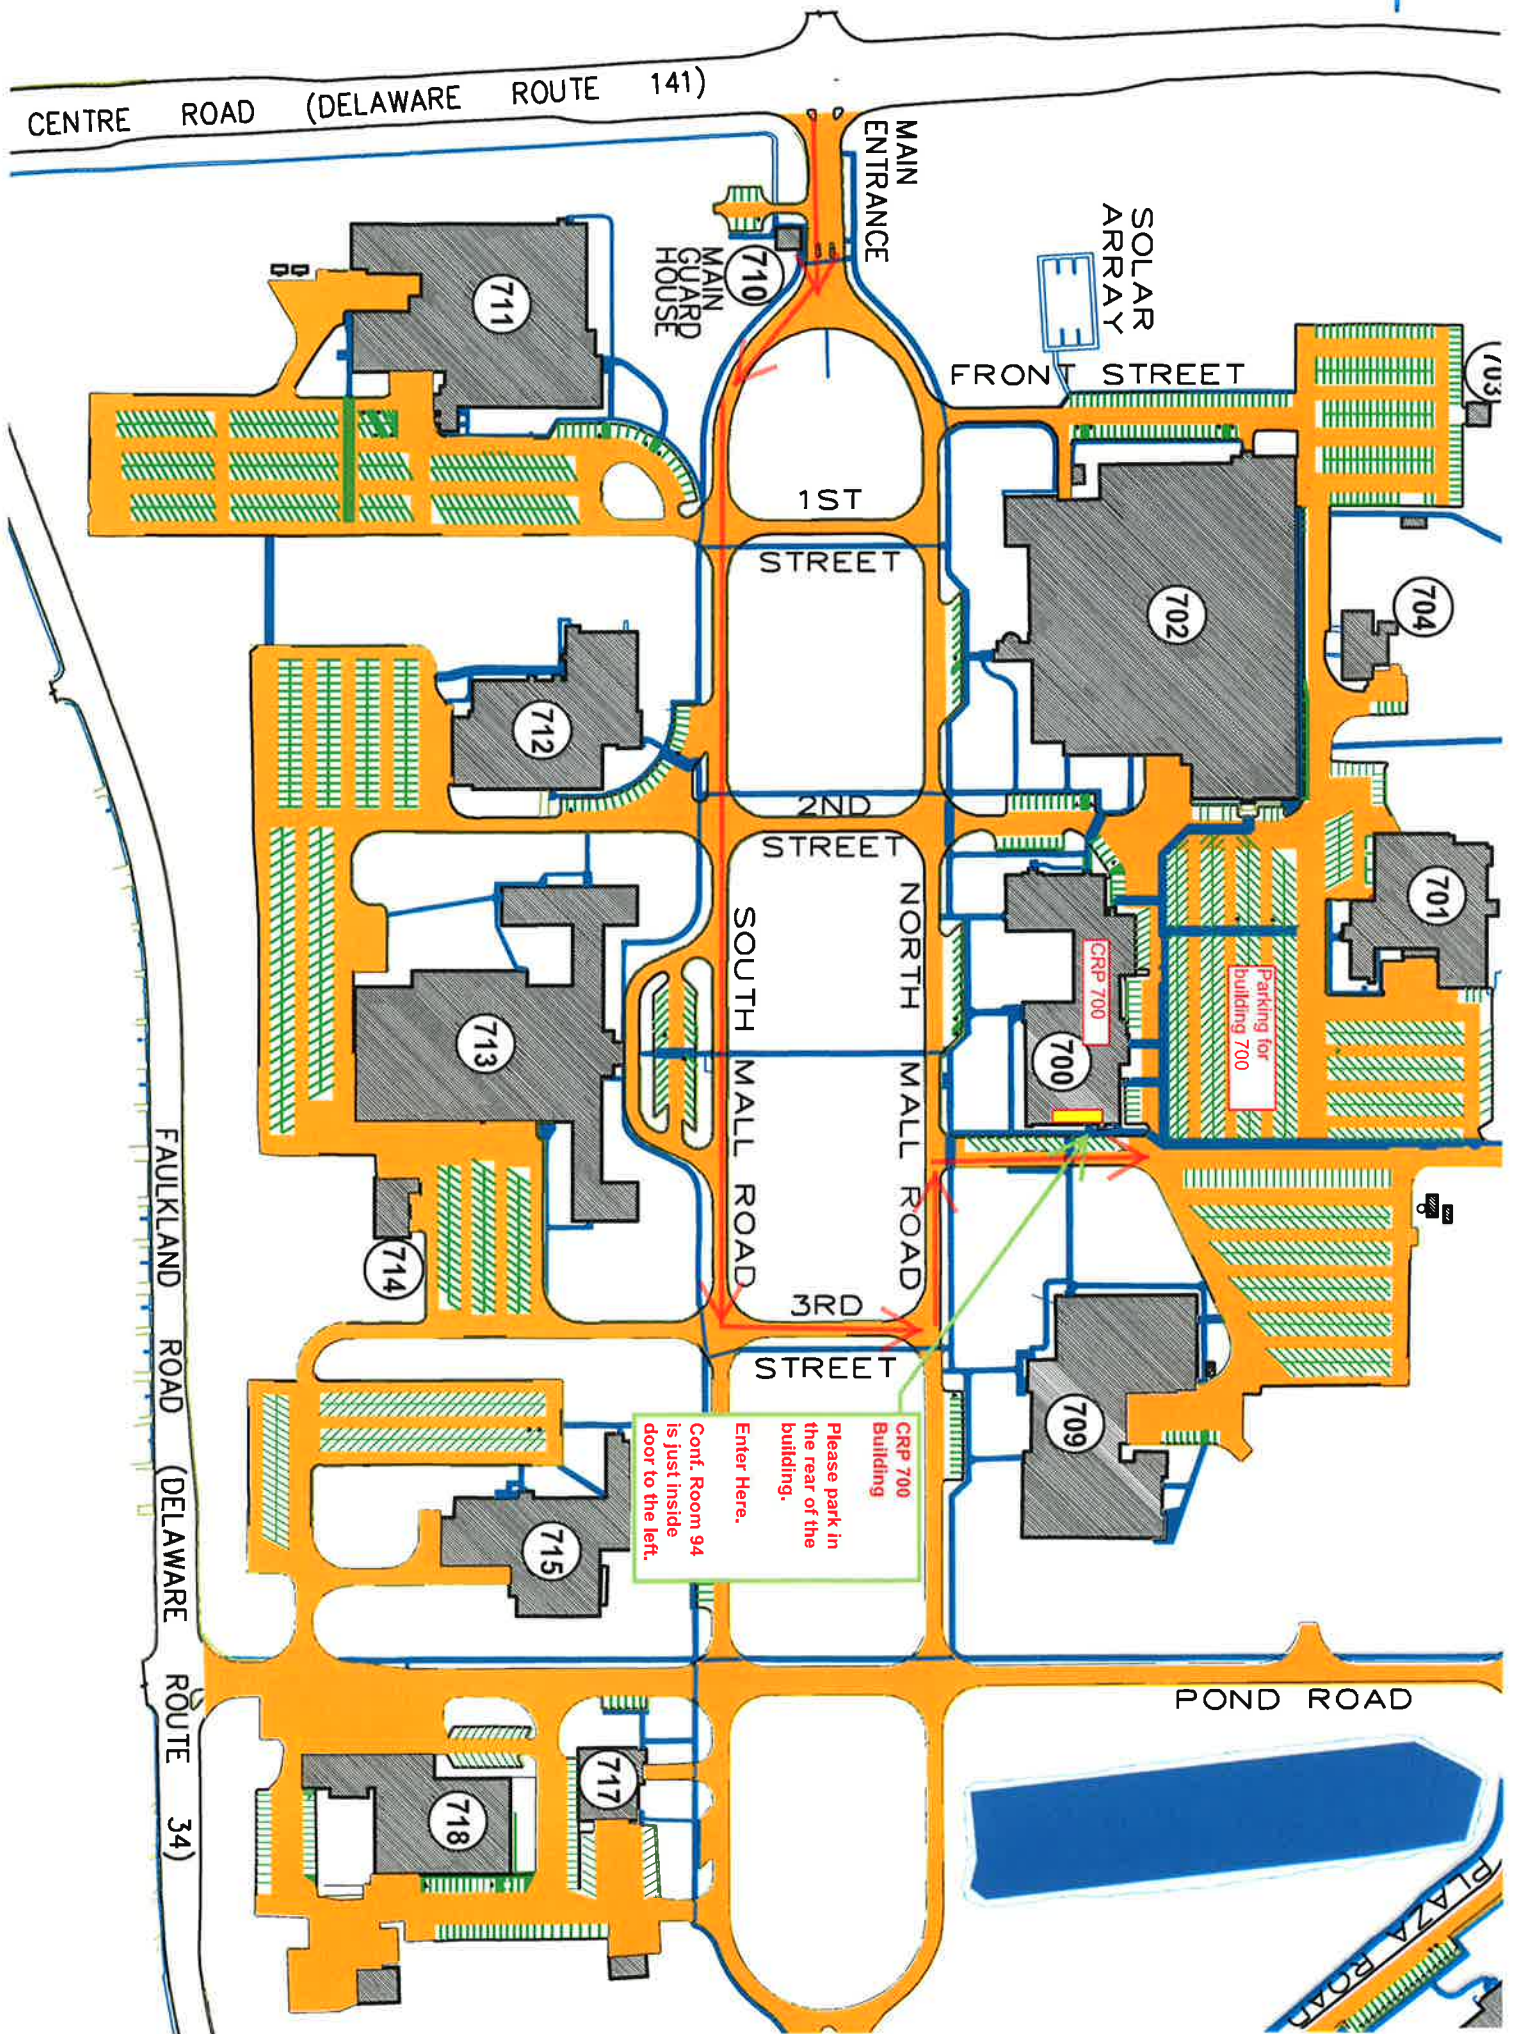 CENTRE ROAD (DELAWARE ROUTE 141)
MAIN
ENTRANCE
SOLAR
ARRAY
710
MAIN
GUARD
HOUSE
711
FRONT STREET
703
1ST
STREET
702
704
712
2ND
STREET
701
SOUTH MALL ROAD
NORTH MALL ROAD
CRP 700
700
Parking for
building 700
713
714
3RD
STREET
709
CRP 700
Building
Please park in
the rear of the
building.
Enter Here.
Conf. Room 94
is just inside
door to the left.
715
FAULKLAND ROAD (DELAWARE ROUTE 34)
POND ROAD
717
718
PLAZA ROAD